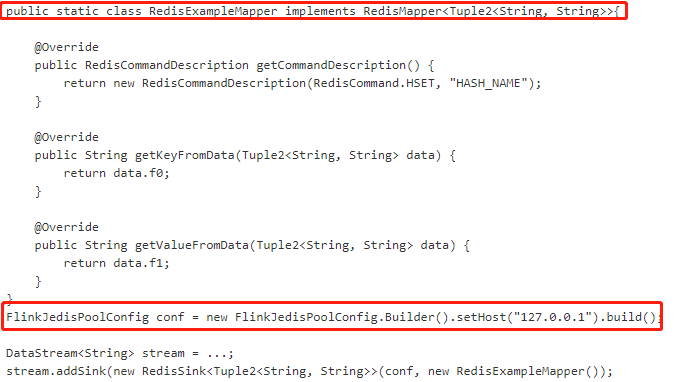 public static class RedisExampleMapper implements RedisMapper<Tuple2<String, String>>{
@Override
public RedisCommandDescription getCommandDescription() {
return new RedisCommandDescription(RedisCommand.HSET, "HASH_NAME");
}
@Override
public String getKeyFromData(Tuple2<String, String> data) {
return data.f0;
}
@Override
public String getValueFromData(Tuple2<String, String> data) {
return data.f1;
}
}
FlinkJedisPoolConfig conf = new FlinkJedisPoolConfig.Builder().setHost("127.0.0.1").build();
DataStream<String> stream = ...;
stream.addSink(new RedisSink<Tuple2<String, String>>(conf, new RedisExampleMapper());